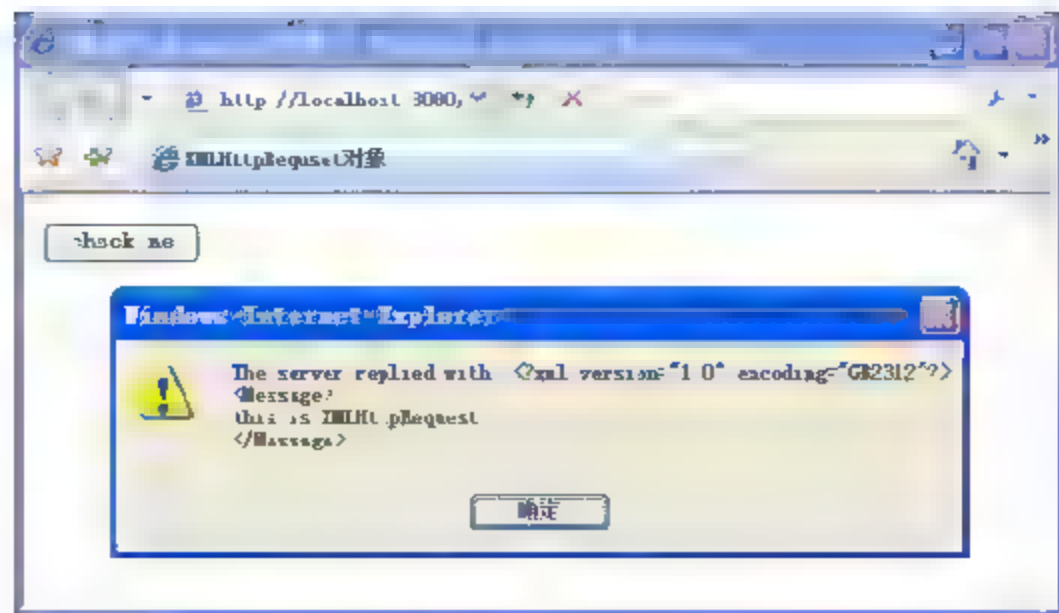 http://localhost:3080/
XMLHttpRequset对象
check me
Windows Internet Explorer
The server replied with <?xml version="1.0" encoding="GB2312"?>
<Message>
this is XMLHttpRequest
</Message>
确定